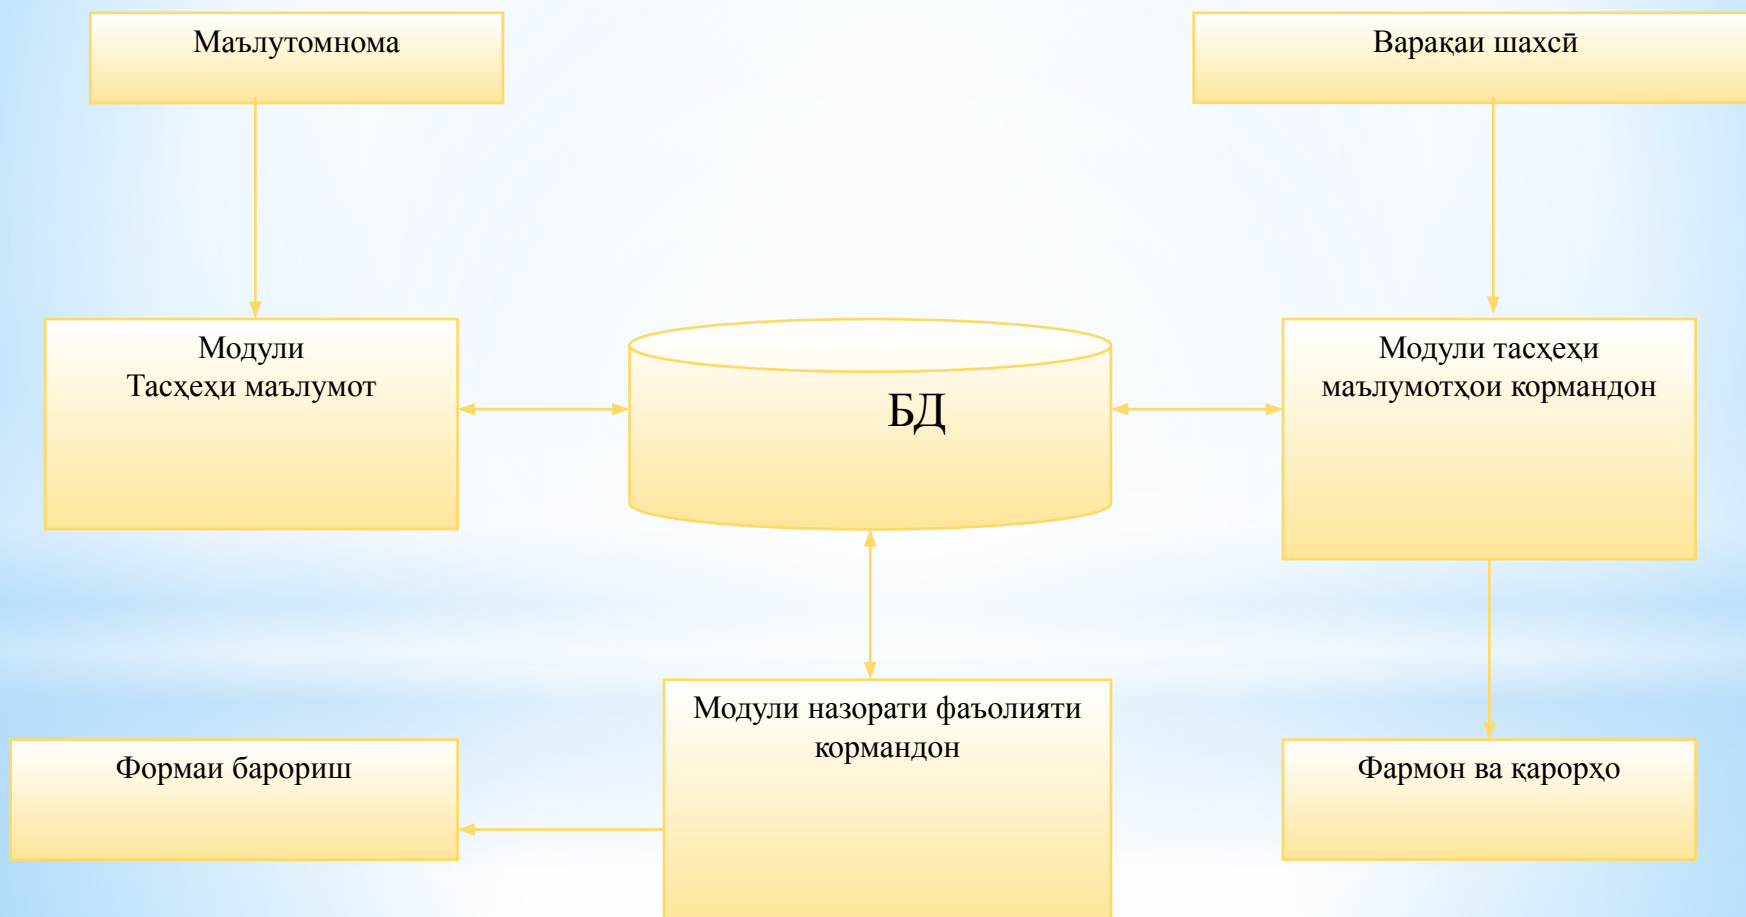 Маълутомнома
Варақаи шахсӣ
Модули
Тасҳеҳи маълумот
БД
Модули тасҳеҳи
маълумотҳои кормандон
Модули назорати фаъолияти
кормандон
Формаи барориш
Фармон ва қарорҳо